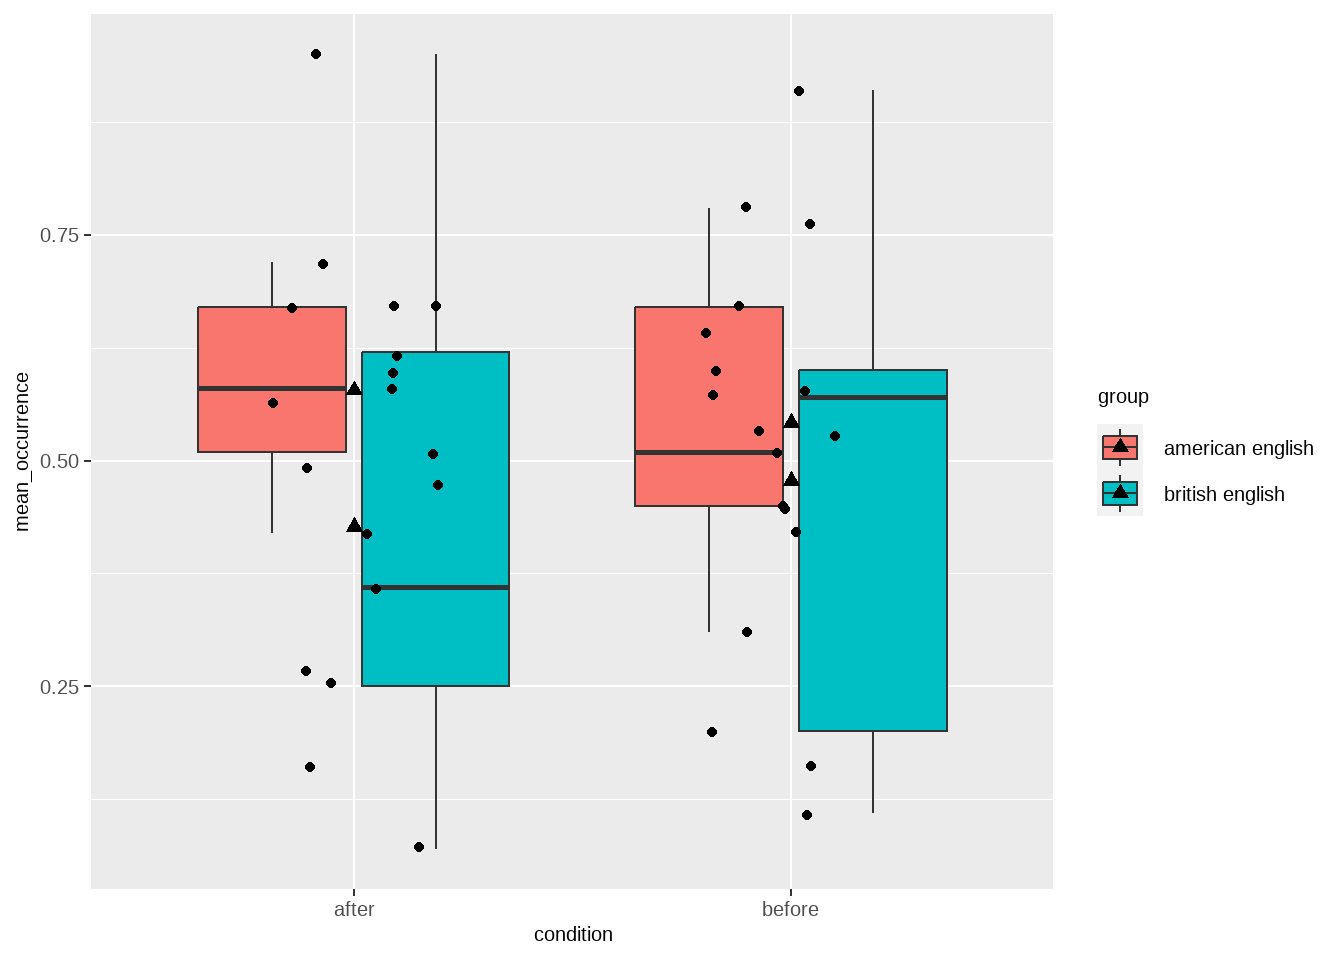 mean_occurrence
0.75
0.50
0.25
after
before
condition
group
american english
british english